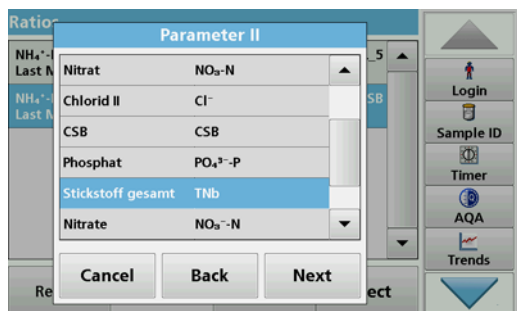 Ratios
Parameter II
NH₄⁺-
Last
_5
NH₄⁺-
Last
SB
Nitrat NO₃-N
Chlorid II Cl⁻
CSB CSB
Phosphat PO₄³⁻-P
Stickstoff gesamt TNb
Nitrate NO₃⁻-N
Cancel Back Next
Re
ect
Login
Sample ID
Timer
AQA
Trends